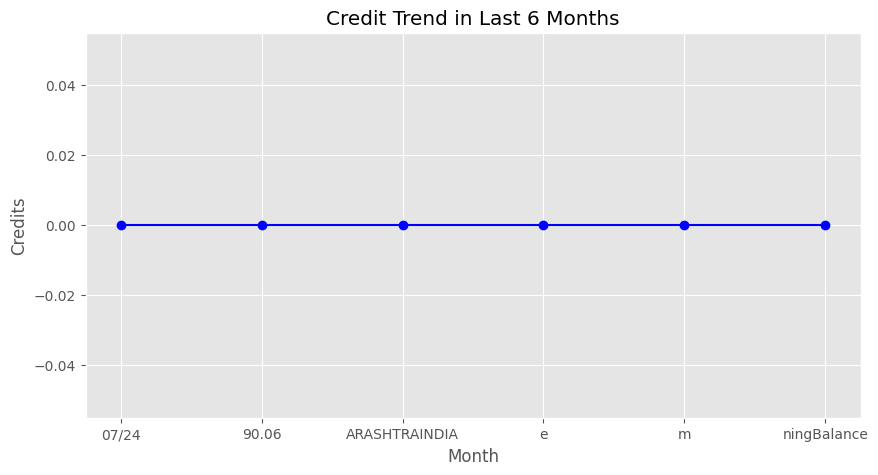 Credit Trend in Last 6 Months
0.04
0.02
0.00
−0.02
−0.04
Credits
07/24 90.06 ARASHTRAINDIA e m ningBalance
Month